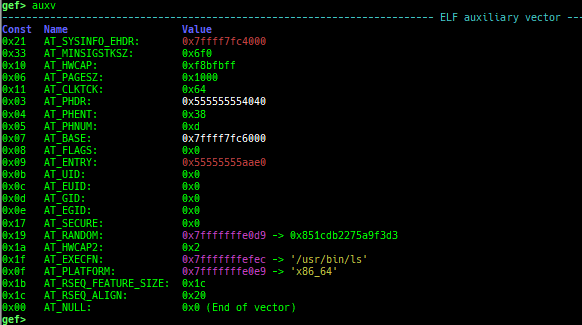 gef> auxv
ELF auxiliary vector
Const Name Value
0x21 AT_SYSINFO_EHDR: 0x7ffff7fc4000
0x33 AT_MINSIGSTKSZ: 0x6f0
0x10 AT_HWCAP: 0xf8bfbff
0x06 AT_PAGESZ: 0x1000
0x11 AT_CLKTCK: 0x64
0x03 AT_PHDR: 0x555555554040
0x04 AT_PHENT: 0x38
0x05 AT_PHNUM: 0xd
0x07 AT_BASE: 0x7ffff7fc6000
0x08 AT_FLAGS: 0x0
0x09 AT_ENTRY: 0x55555555aae0
0x0b AT_UID: 0x0
0x0c AT_EUID: 0x0
0x0d AT_GID: 0x0
0x0e AT_EGID: 0x0
0x17 AT_SECURE: 0x0
0x19 AT_RANDOM: 0x7fffffffe0d9 -> 0x851cdb2275a9f3d3
0x1a AT_HWCAP2: 0x2
0x1f AT_EXECFN: 0x7fffffffefec -> '/usr/bin/ls'
0x0f AT_PLATFORM: 0x7fffffffe0e9 -> 'x86_64'
0x1b AT_RSEQ_FEATURE_SIZE: 0x1c
0x1c AT_RSEQ_ALIGN: 0x20
0x00 AT_NULL: 0x0 (End of vector)
gef>